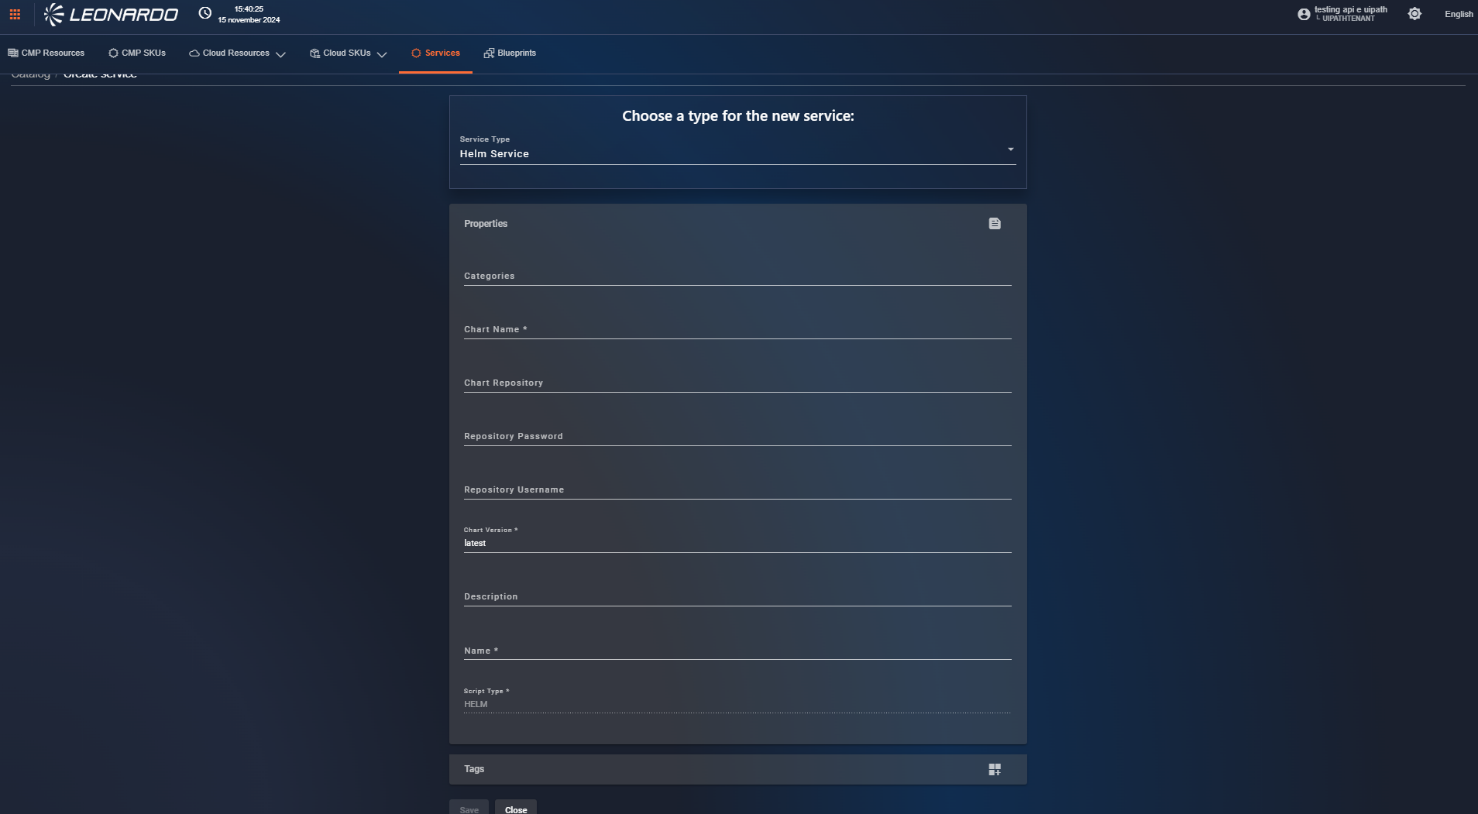 LEONARDO
15:40:25
15 november 2024
testing api e uipath
└ UIPATHTENANT
English
CMP Resources
CMP SKUs
Cloud Resources
Cloud SKUs
Services
Blueprints
Catalog / Create service
Choose a type for the new service:
Service Type
Helm Service
Properties
Categories
Chart Name *
Chart Repository
Repository Password
Repository Username
Chart Version *
latest
Description
Name *
Script Type *
HELM
Tags
Save
Close